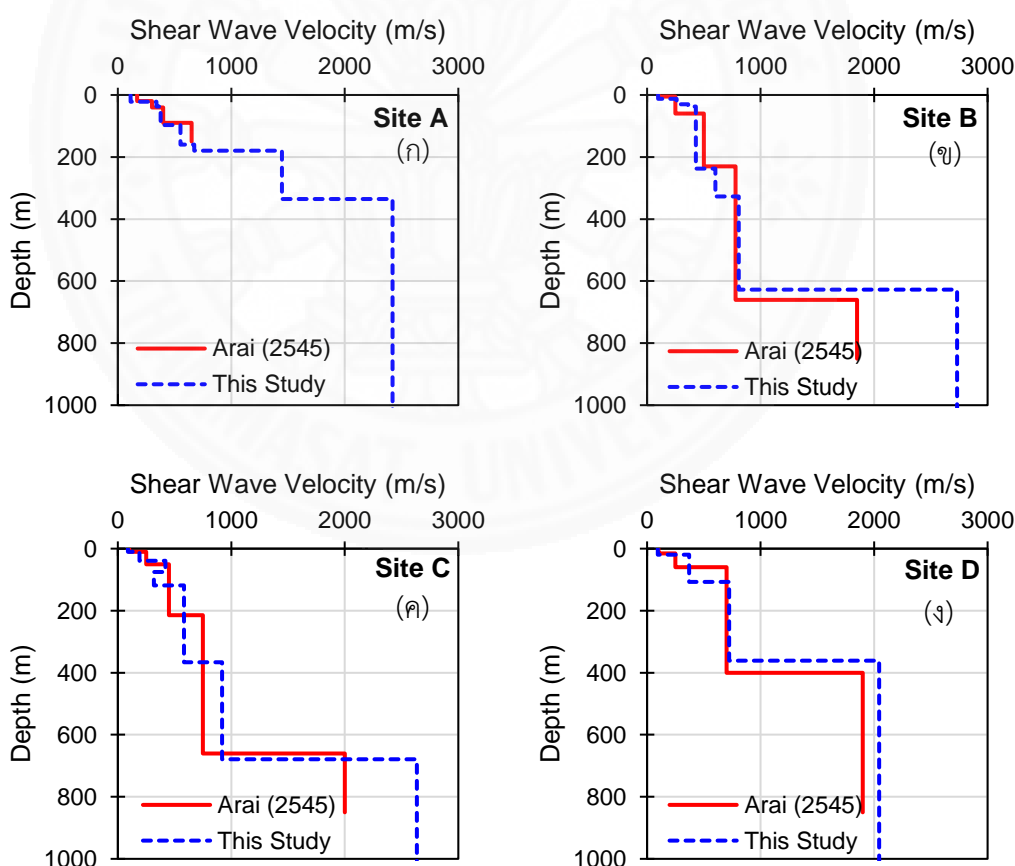 Shear Wave Velocity (m/s)
0 1000 2000 3000
0
200
400
600
800
1000
Depth (m)
Site A
(ก)
Arai (2545)
This Study
Shear Wave Velocity (m/s)
0 1000 2000 3000
0
200
400
600
800
1000
Depth (m)
Site B
(ข)
Arai (2545)
This Study
Shear Wave Velocity (m/s)
0 1000 2000 3000
0
200
400
600
800
1000
Depth (m)
Site C
(ค)
Arai (2545)
This Study
Shear Wave Velocity (m/s)
0 1000 2000 3000
0
200
400
600
800
1000
Depth (m)
Site D
(ง)
Arai (2545)
This Study